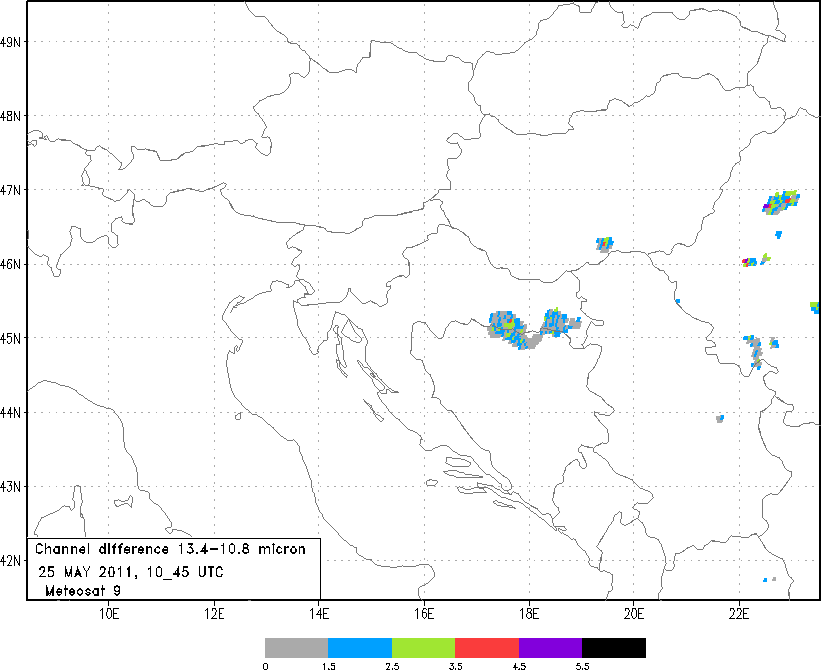 49N
48N
47N
46N
45N
44N
43N
42N
Channel difference 13.4-10.8 micron
25 MAY 2011, 10_45 UTC
Meteosat 9
10E 12E 14E 16E 18E 20E 22E
0 1.5 2.5 3.5 4.5 5.5